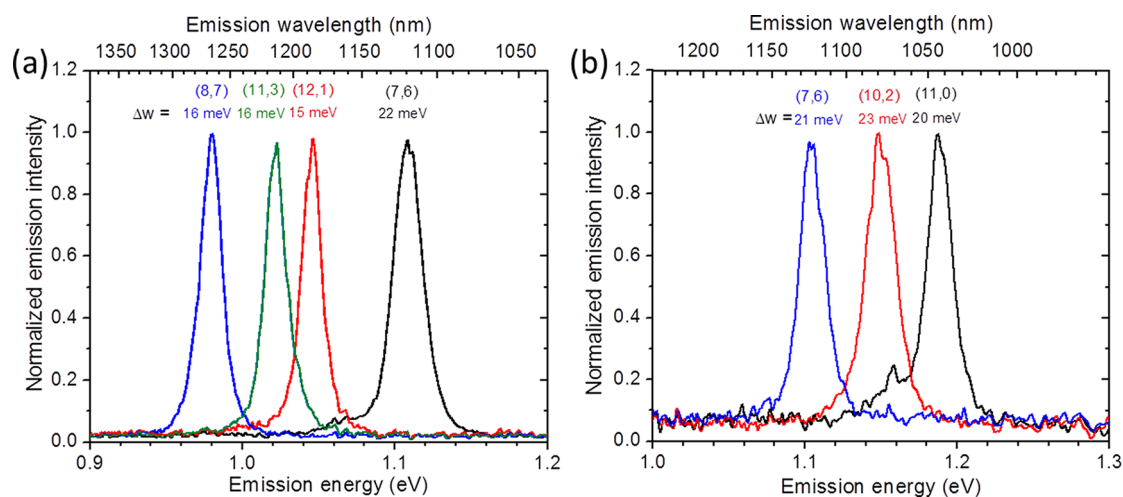 Emission wavelength (nm)
1350 1300 1250 1200 1150 1100 1050
(a)
1.2
(8,7) (11,3) (12,1) (7,6)
Δw = 16 meV 16 meV 15 meV 22 meV
1.0
0.8
0.6
0.4
0.2
0.0
Normalized emission intensity
0.9 1.0 1.1 1.2
Emission energy (eV)
Emission wavelength (nm)
1200 1150 1100 1050 1000
(b)
1.2
(7,6) (10,2) (11,0)
Δw = 21 meV 23 meV 20 meV
1.0
0.8
0.6
0.4
0.2
0.0
Normalized emission intensity
1.0 1.1 1.2 1.3
Emission energy (eV)